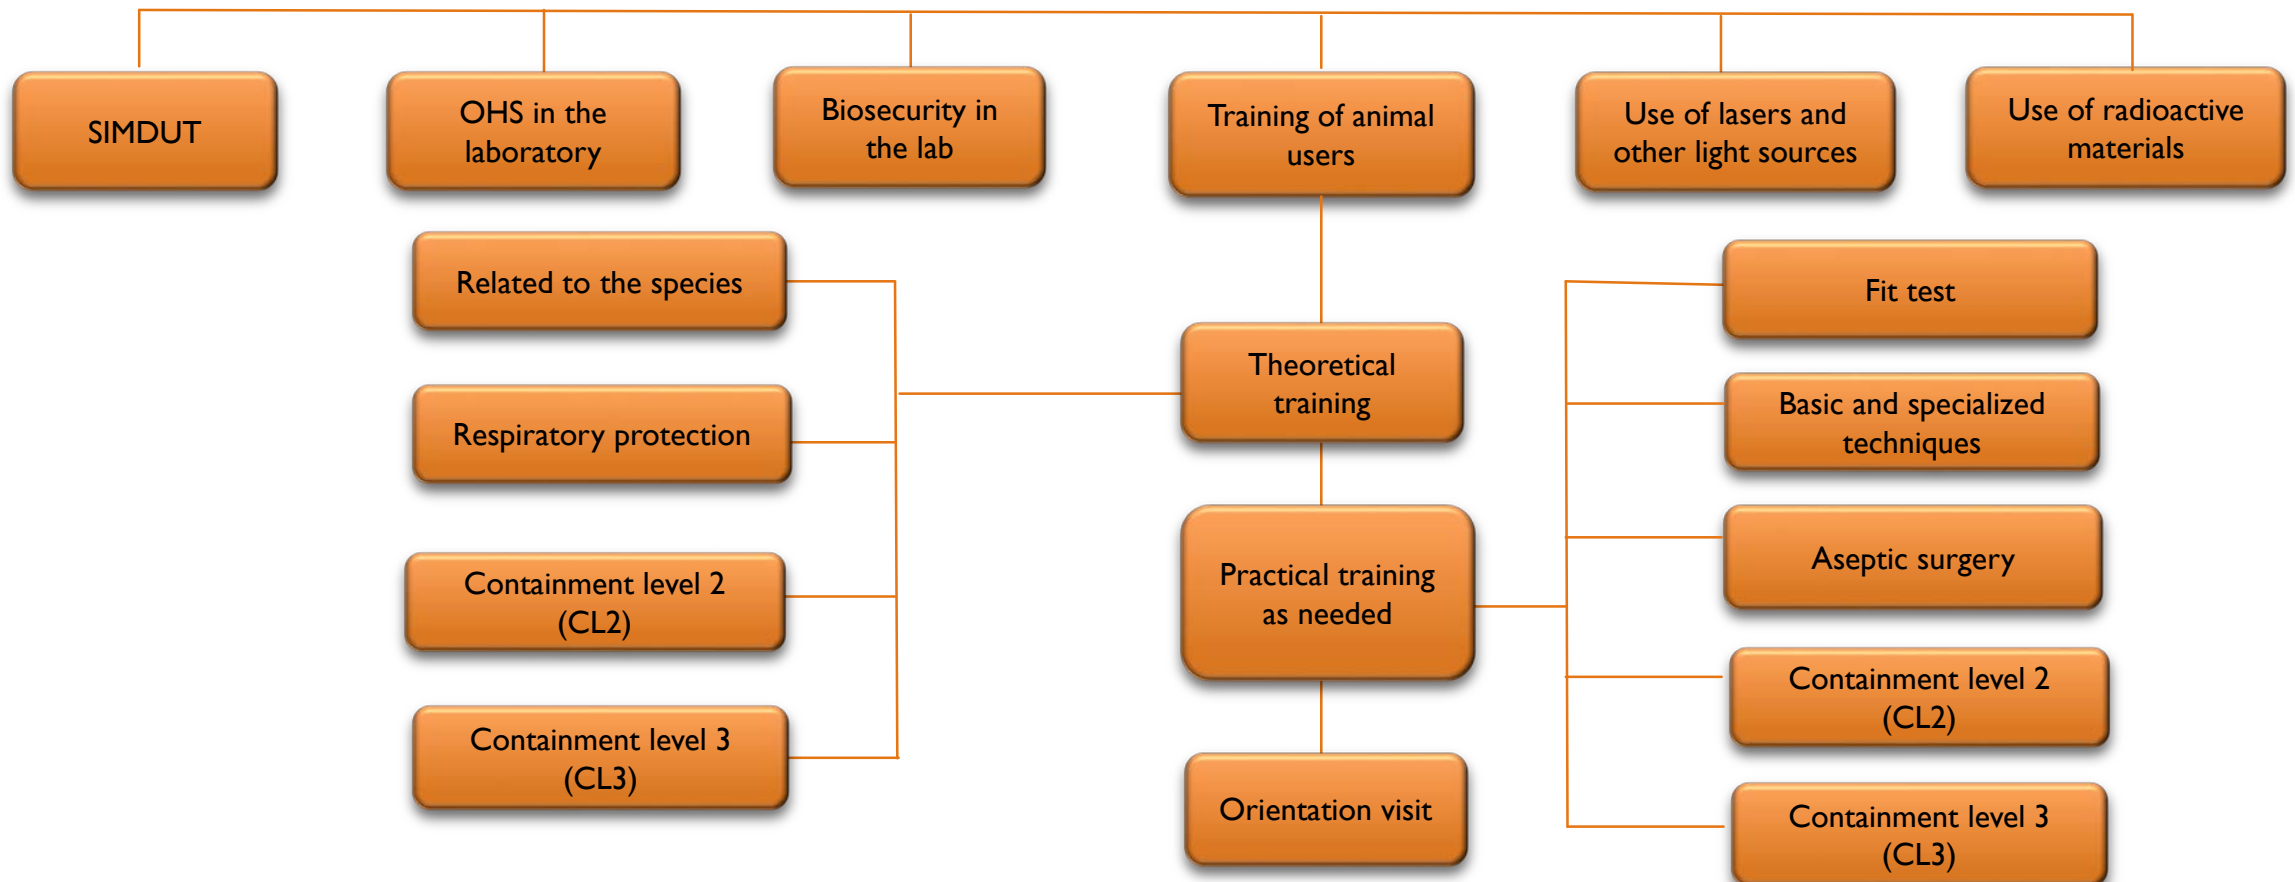 SIMDUT
OHS in the
laboratory
Biosecurity in
the lab
Training of animal
users
Use of lasers and
other light sources
Use of radioactive
materials
Related to the species
Respiratory protection
Containment level 2
(CL2)
Containment level 3
(CL3)
Theoretical
training
Practical training
as needed
Orientation visit
Fit test
Basic and specialized
techniques
Aseptic surgery
Containment level 2
(CL2)
Containment level 3
(CL3)